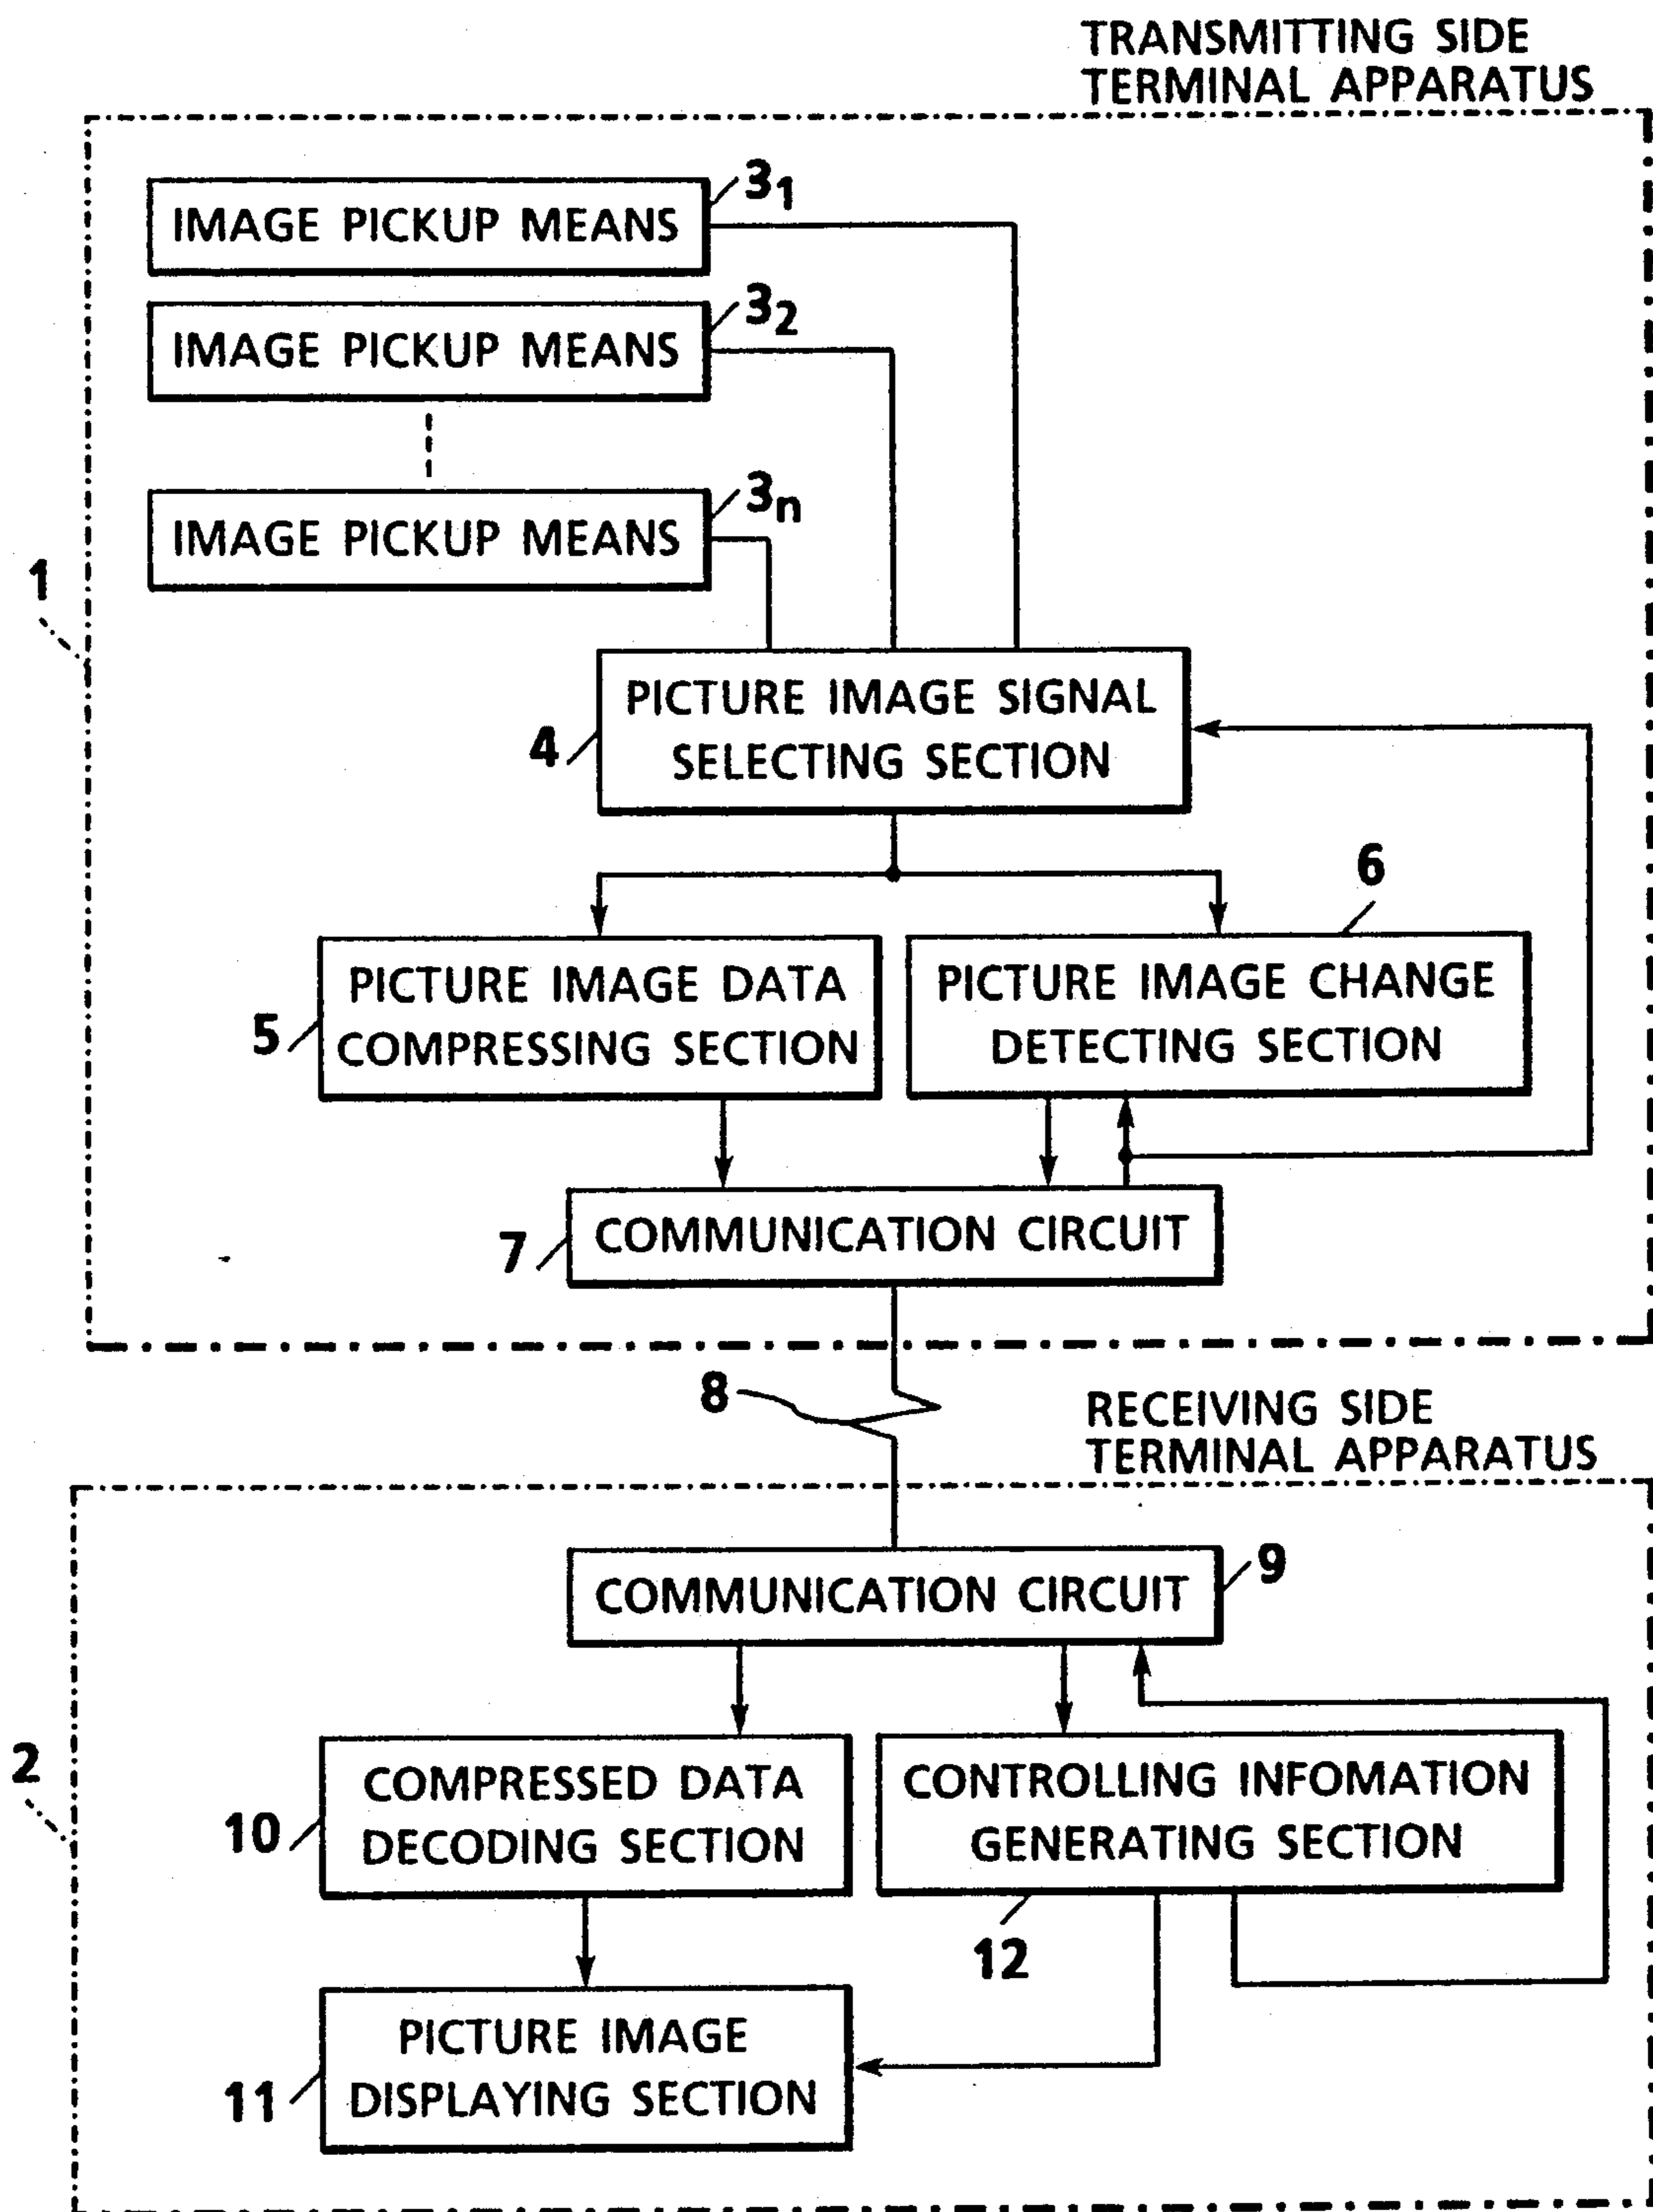 TRANSMITTING SIDE
TERMINAL APPARATUS
1
IMAGE PICKUP MEANS
3₁
IMAGE PICKUP MEANS
3₂
IMAGE PICKUP MEANS
3ₙ
4
PICTURE IMAGE SIGNAL
SELECTING SECTION
5
PICTURE IMAGE DATA
COMPRESSING SECTION
6
PICTURE IMAGE CHANGE
DETECTING SECTION
7
COMMUNICATION CIRCUIT
8
RECEIVING SIDE
TERMINAL APPARATUS
2
COMMUNICATION CIRCUIT
9
10
COMPRESSED DATA
DECODING SECTION
CONTROLLING INFOMATION
GENERATING SECTION
12
11
PICTURE IMAGE
DISPLAYING SECTION